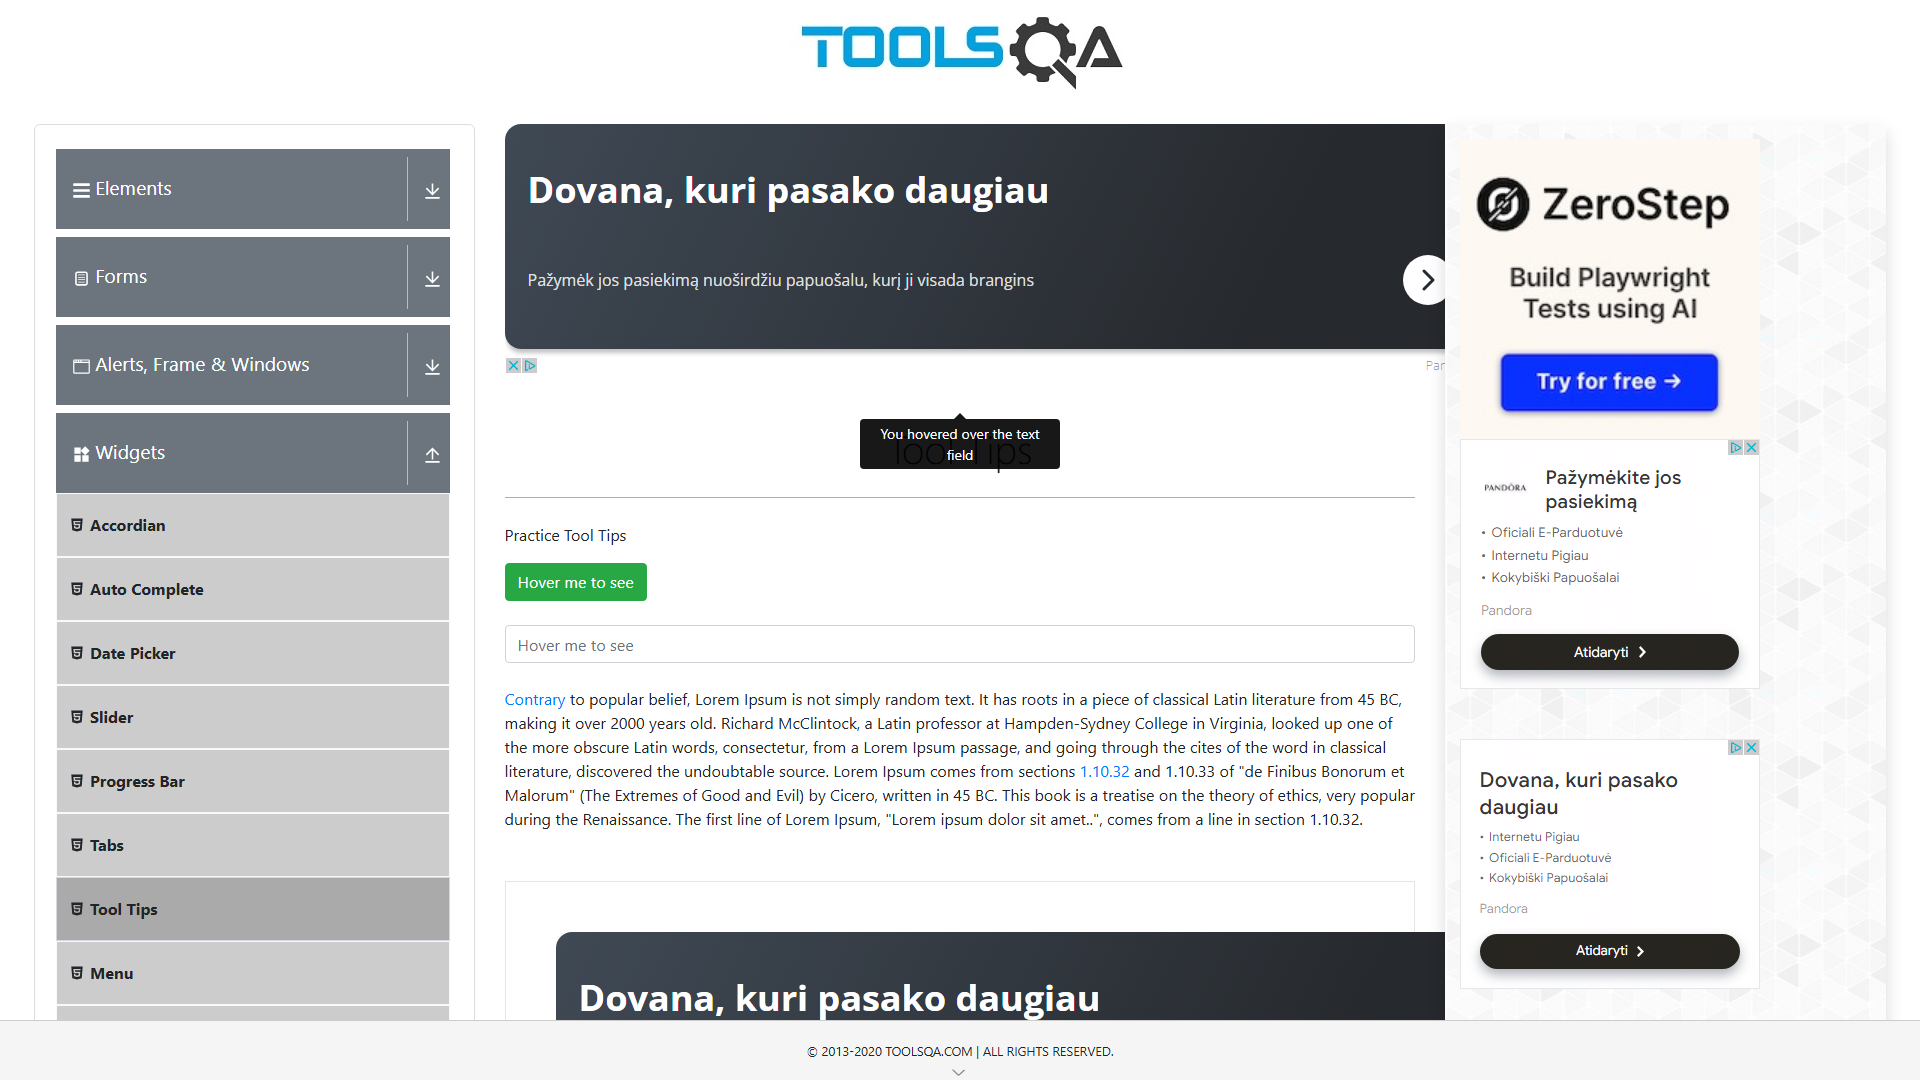 TOOLSQA
Elements
Forms
Alerts, Frame & Windows
Widgets
Accordian
Auto Complete
Date Picker
Slider
Progress Bar
Tabs
Tool Tips
Menu
Dovana, kuri pasako daugiau
Pažymėk jos pasiekimą nuoširdžiu papuošalu, kurį ji visada brangins
Tool Tips
You hovered over the text
field
Practice Tool Tips
Hover me to see
Hover me to see
Contrary to popular belief, Lorem Ipsum is not simply random text. It has roots in a piece of classical Latin literature from 45 BC,
making it over 2000 years old. Richard McClintock, a Latin professor at Hampden-Sydney College in Virginia, looked up one of
the more obscure Latin words, consectetur, from a Lorem Ipsum passage, and going through the cites of the word in classical
literature, discovered the undoubtable source. Lorem Ipsum comes from sections 1.10.32 and 1.10.33 of "de Finibus Bonorum et
Malorum" (The Extremes of Good and Evil) by Cicero, written in 45 BC. This book is a treatise on the theory of ethics, very popular
during the Renaissance. The first line of Lorem Ipsum, "Lorem ipsum dolor sit amet..", comes from a line in section 1.10.32.
Dovana, kuri pasako daugiau
ZeroStep
Build Playwright
Tests using AI
Try for free →
PANDÖRA
Pažymėkite jos
pasiekimą
• Oficiali E-Parduotuvė
• Internetu Pigiau
• Kokybiški Papuošalai
Pandora
Atidaryti
Dovana, kuri pasako
daugiau
• Internetu Pigiau
• Oficiali E-Parduotuvė
• Kokybiški Papuošalai
Pandora
Atidaryti
© 2013-2020 TOOLSQA.COM | ALL RIGHTS RESERVED.